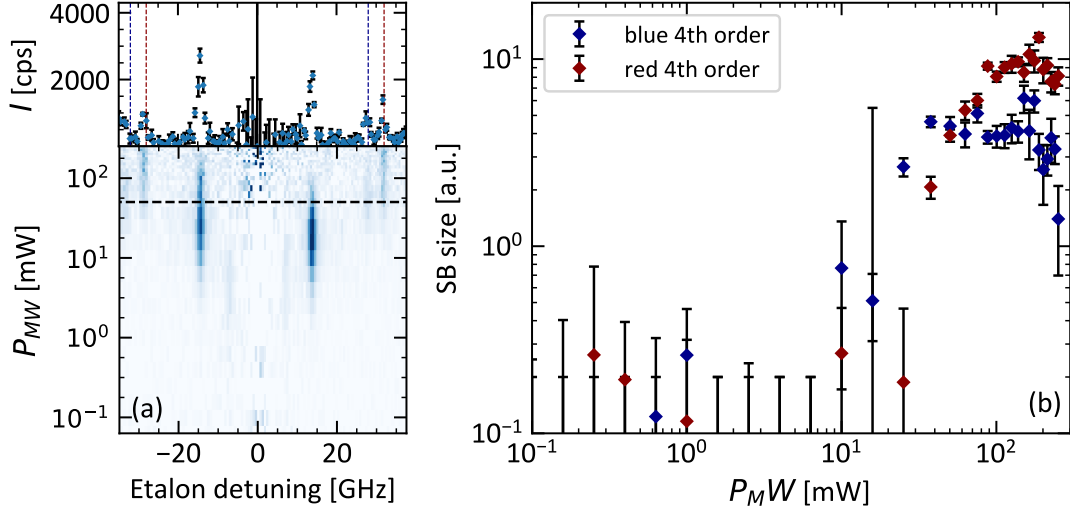 4000
2000
I [cps]
10²
10¹
10⁰
10⁻¹
P_MW [mW]
(a)
−20
0
20
Etalon detuning [GHz]
blue 4th order
red 4th order
10¹
10⁰
10⁻¹
SB size [a.u.]
(b)
10⁻¹
10⁰
10¹
10²
P_MW [mW]